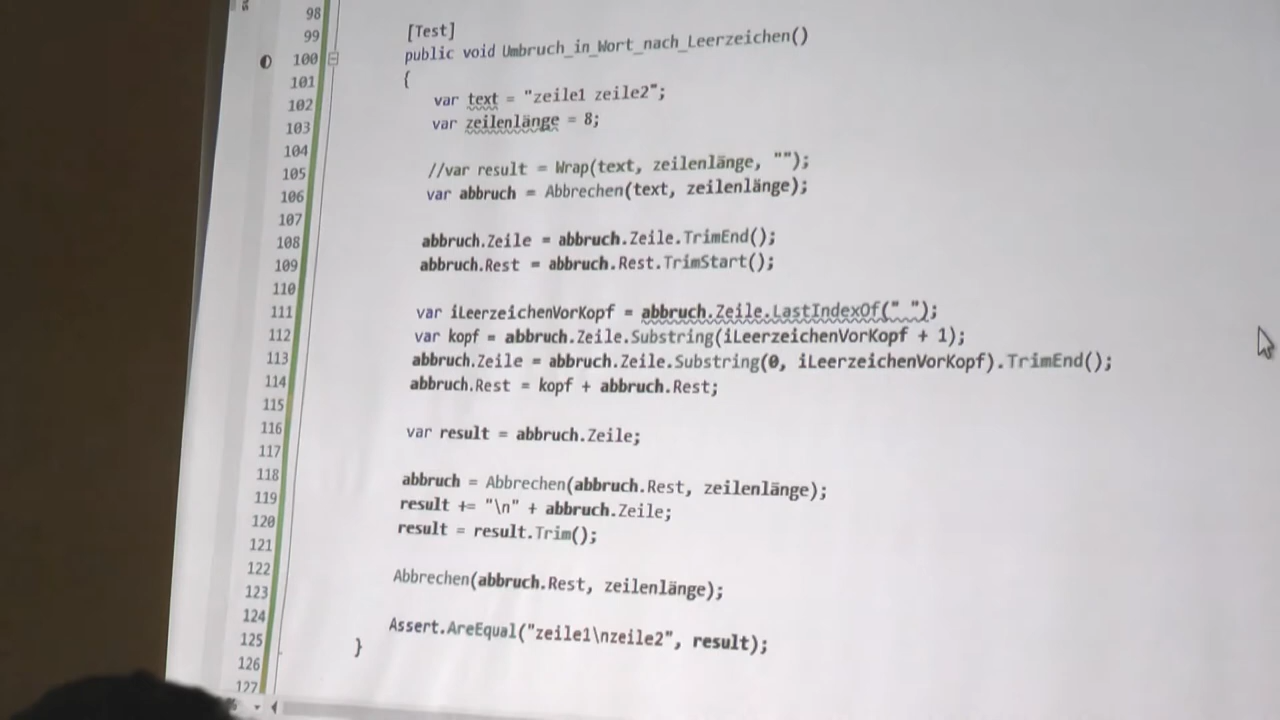 98
99 [Test]
100 public void Umbruch_in_Wort_nach_Leerzeichen()
101 {
102 var text = "zeile1 zeile2";
103 var zeilenlänge = 8;
104
105 //var result = Wrap(text, zeilenlänge, "");
106 var abbruch = Abbrechen(text, zeilenlänge);
107
108 abbruch.Zeile = abbruch.Zeile.TrimEnd();
109 abbruch.Rest = abbruch.Rest.TrimStart();
110
111 var iLeerzeichenVorKopf = abbruch.Zeile.LastIndexOf(" ");
112 var kopf = abbruch.Zeile.Substring(iLeerzeichenVorKopf + 1);
113 abbruch.Zeile = abbruch.Zeile.Substring(0, iLeerzeichenVorKopf).TrimEnd();
114 abbruch.Rest = kopf + abbruch.Rest;
115
116 var result = abbruch.Zeile;
117
118 abbruch = Abbrechen(abbruch.Rest, zeilenlänge);
119 result += "\n" + abbruch.Zeile;
120 result = result.Trim();
121
122 Abbrechen(abbruch.Rest, zeilenlänge);
123
124 Assert.AreEqual("zeile1\nzeile2", result);
125 }
126
127